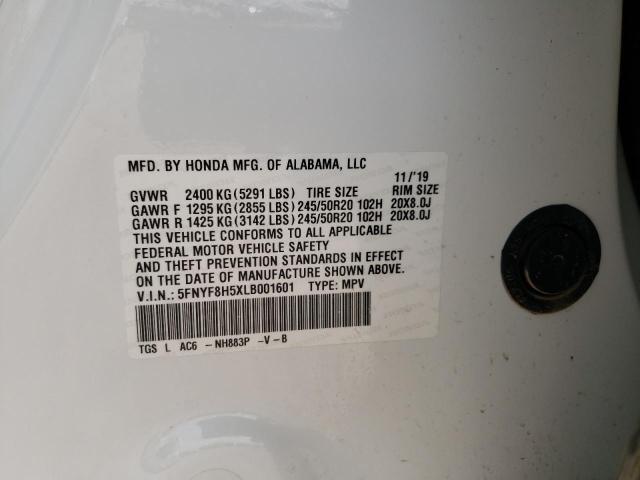 MFD. BY HONDA MFG. OF ALABAMA, LLC
11/'19
GVWR 2400 KG (5291 LBS) TIRE SIZE RIM SIZE
GAWR F 1295 KG (2855 LBS) 245/50R20 102H 20X8.0J
GAWR R 1425 KG (3142 LBS) 245/50R20 102H 20X8.0J
THIS VEHICLE CONFORMS TO ALL APPLICABLE
FEDERAL MOTOR VEHICLE SAFETY
AND THEFT PREVENTION STANDARDS IN EFFECT
ON THE DATE OF MANUFACTURE SHOWN ABOVE.
V.I.N.: 5FNYF8H5XLB001601 TYPE: MPV
TGS L AC6 -NH883P -V-B